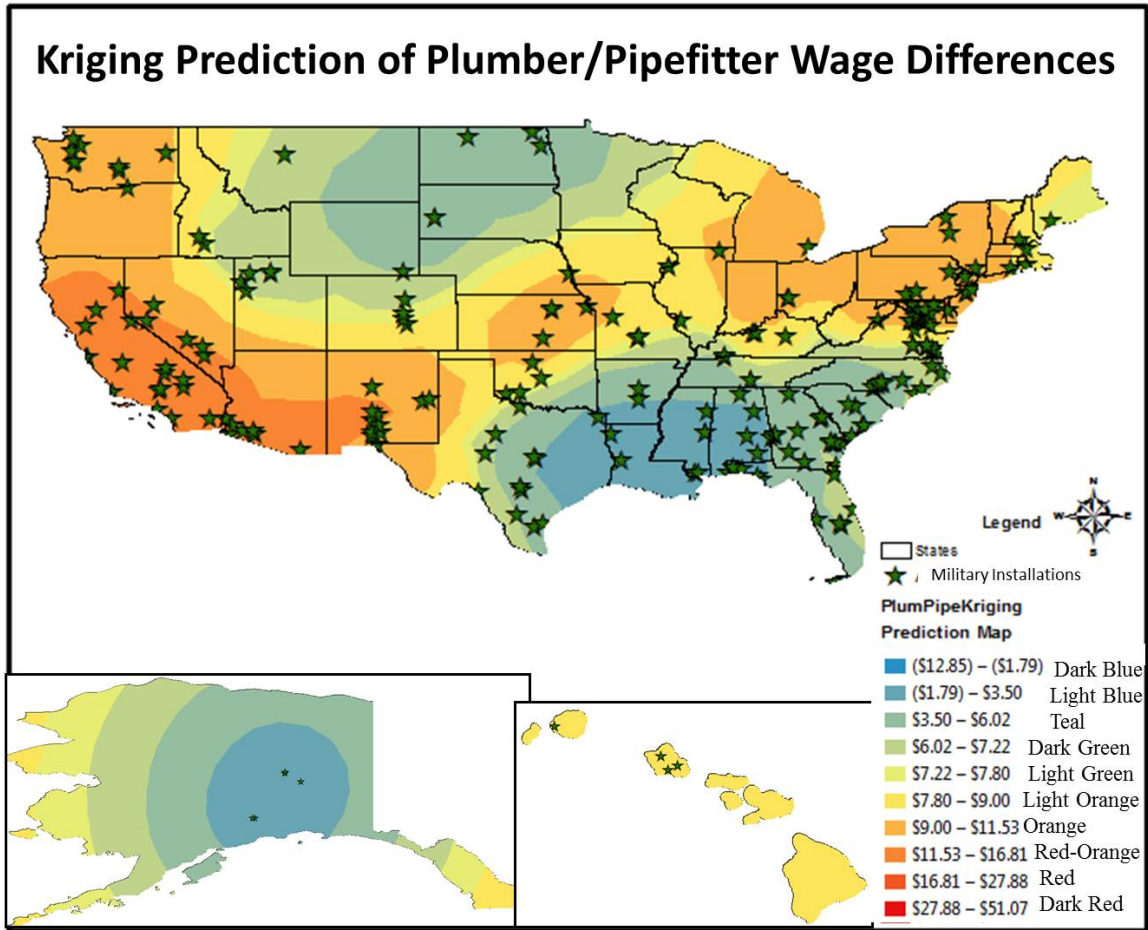 Kriging Prediction of Plumber/Pipefitter Wage Differences
N
W E
S
Legend
States
Military Installations
PlumPipeKriging
Prediction Map
($12.85) – ($1.79) Dark Blue
($1.79) – $3.50 Light Blue
$3.50 – $6.02 Teal
$6.02 – $7.22 Dark Green
$7.22 – $7.80 Light Green
$7.80 – $9.00 Light Orange
$9.00 – $11.53 Orange
$11.53 – $16.81 Red-Orange
$16.81 – $27.88 Red
$27.88 – $51.07 Dark Red